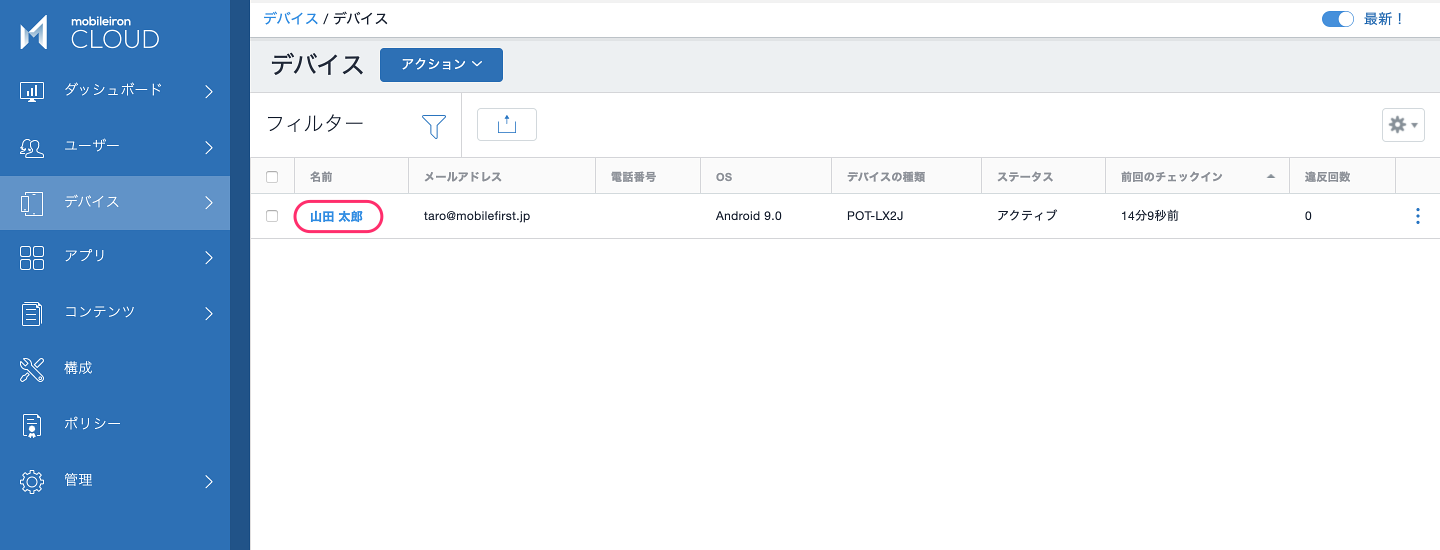 mobileiron
CLOUD
ダッシュボード
ユーザー
デバイス
アプリ
コンテンツ
構成
ポリシー
管理
デバイス / デバイス
最新！
デバイス
アクション
フィルター
名前 メールアドレス 電話番号 OS デバイスの種類 ステータス 前回のチェックイン 違反回数
山田 太郎 taro@mobilefirst.jp Android 9.0 POT-LX2J アクティブ 14分9秒前 0